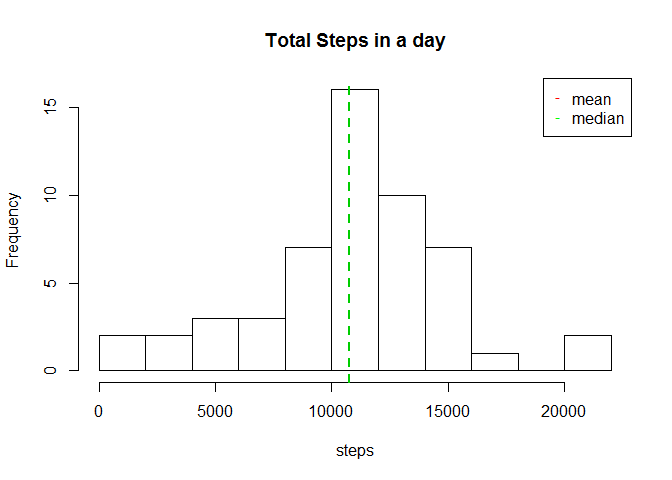 Total Steps in a day
mean
median
15
10
5
0
Frequency
0 5000 10000 15000 20000
steps